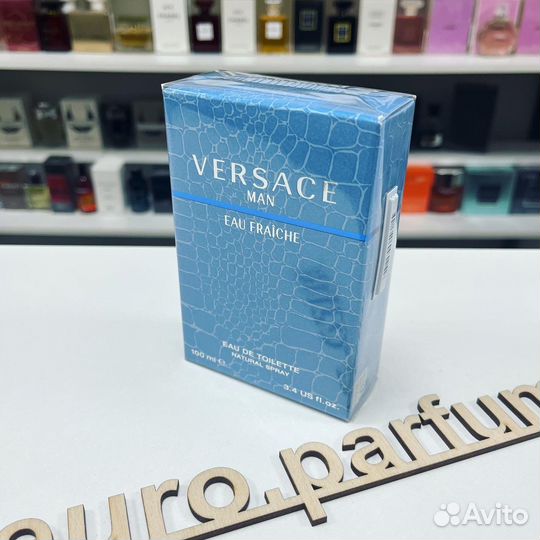 VERSACE
MAN
EAU FRAÎCHE
EAU DE TOILETTE
NATURAL SPRAY
100 ml e
3.4 US fl.oz.
euro.parfum
Avito